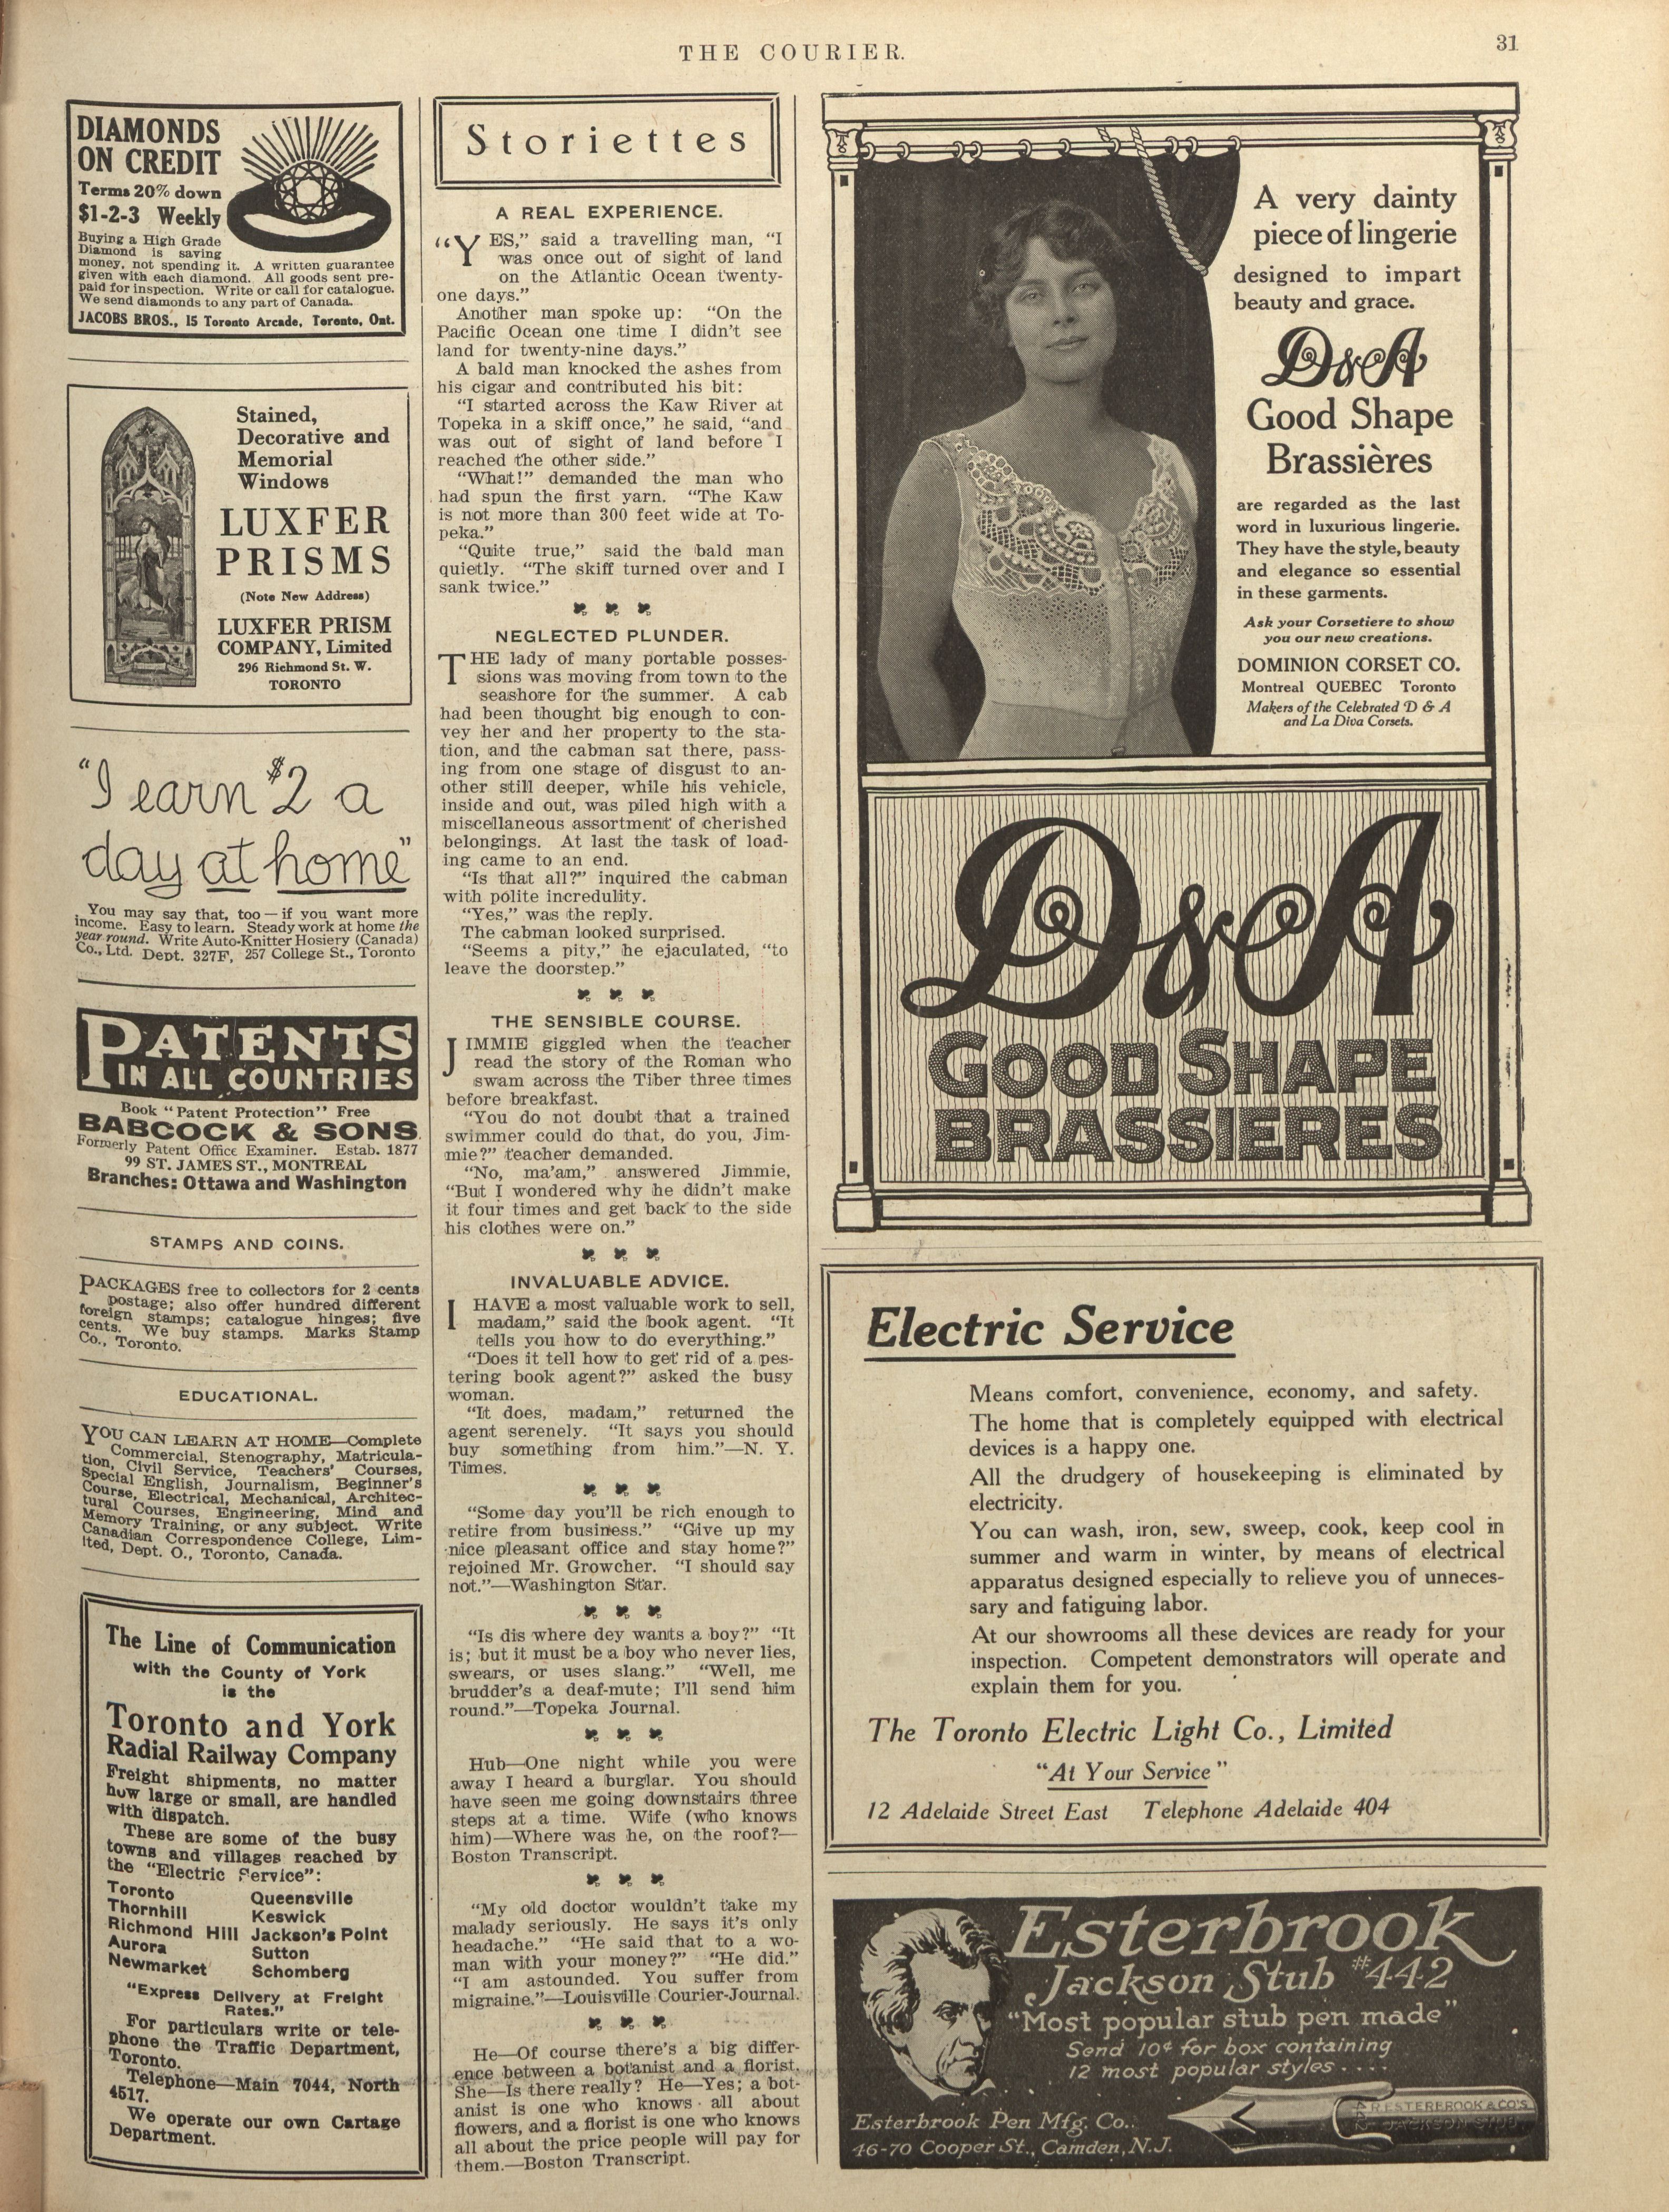 THE COURIER.
31
DIAMONDS
ON CREDIT
Terms 20% down
$1-2-3 Weekly
Buying a High Grade
Diamond is saving
money, not spending it. A written guarantee
given with each diamond. All goods sent pre-
paid for inspection. Write or call for catalogue.
We send diamonds to any part of Canada.
JACOBS BROS., 15 Toronto Arcade, Toronto, Ont.
Stained,
Decorative and
Memorial
Windows
LUXFER
PRISMS
(Note New Address)
LUXFER PRISM
COMPANY, Limited
296 Richmond St. W.
TORONTO
"I earn $2 a
day at home"
You may say that, too — if you want more
income. Easy to learn. Steady work at home the
year round. Write Auto-Knitter Hosiery (Canada)
Co., Ltd. Dept. 327F, 257 College St., Toronto
PATENTS
IN ALL COUNTRIES
Book "Patent Protection" Free
BABCOCK & SONS
Formerly Patent Office Examiner. Estab. 1877
99 ST. JAMES ST., MONTREAL
Branches: Ottawa and Washington
STAMPS AND COINS.
PACKAGES free to collectors for 2 cents
postage; also offer hundred different
foreign stamps; catalogue hinges; five
cents. We buy stamps. Marks Stamp
Co., Toronto.
EDUCATIONAL.
YOU CAN LEARN AT HOME—Complete
Commercial, Stenography, Matricula-
tion, Civil Service, Teachers' Courses,
Special English, Journalism, Beginner's
Course, Electrical, Mechanical, Architec-
tural Courses, Engineering, Mind and
Memory Training, or any subject. Write
Canadian Correspondence College, Lim-
ited, Dept. O., Toronto, Canada.
The Line of Communication
with the County of York
is the
Toronto and York
Radial Railway Company
Freight shipments, no matter
how large or small, are handled
with dispatch.
These are some of the busy
towns and villages reached by
the "Electric Service":
Toronto Queensville
Thornhill Keswick
Richmond Hill Jackson's Point
Aurora Sutton
Newmarket Schomberg
"Express Delivery at Freight
Rates."
For particulars write or tele-
phone the Traffic Department,
Toronto.
Telephone—Main 7044, North
4517.
We operate our own Cartage
Department.
Storiettes
A REAL EXPERIENCE.
"YES," said a travelling man, "I
was once out of sight of land
on the Atlantic Ocean twenty-
one days."
Another man spoke up: "On the
Pacific Ocean one time I didn't see
land for twenty-nine days."
A bald man knocked the ashes from
his cigar and contributed his bit:
"I started across the Kaw River at
Topeka in a skiff once," he said, "and
was out of sight of land before I
reached the other side."
"What!" demanded the man who
had spun the first yarn. "The Kaw
is not more than 300 feet wide at To-
peka."
"Quite true," said the bald man
quietly. "The skiff turned over and I
sank twice."
NEGLECTED PLUNDER.
THE lady of many portable posses-
sions was moving from town to the
seashore for the summer. A cab
had been thought big enough to con-
vey her and her property to the sta-
tion, and the cabman sat there, pass-
ing from one stage of disgust to an-
other still deeper, while his vehicle,
inside and out, was piled high with a
miscellaneous assortment of cherished
belongings. At last the task of load-
ing came to an end.
"Is that all?" inquired the cabman
with polite incredulity.
"Yes," was the reply.
The cabman looked surprised.
"Seems a pity," he ejaculated, "to
leave the doorstep."
THE SENSIBLE COURSE.
JIMMIE giggled when the teacher
read the story of the Roman who
swam across the Tiber three times
before breakfast.
"You do not doubt that a trained
swimmer could do that, do you, Jim-
mie?" teacher demanded.
"No, ma'am," answered Jimmie,
"But I wondered why he didn't make
it four times and get back to the side
his clothes were on."
INVALUABLE ADVICE.
I HAVE a most valuable work to sell,
madam," said the book agent. "It
tells you how to do everything."
"Does it tell how to get rid of a pes-
tering book agent?" asked the busy
woman.
"It does, madam," returned the
agent serenely. "It says you should
buy something from him."—N. Y.
Times.
"Some day you'll be rich enough to
retire from business." "Give up my
nice pleasant office and stay home?"
rejoined Mr. Growcher. "I should say
not."—Washington Star.
"Is dis where dey wants a boy?" "It
is; but it must be a boy who never lies,
swears, or uses slang." "Well, me
brudder's a deaf-mute; I'll send him
round."—Topeka Journal.
Hub—One night while you were
away I heard a burglar. You should
have seen me going downstairs three
steps at a time. Wife (who knows
him)—Where was he, on the roof?—
Boston Transcript.
"My old doctor wouldn't take my
malady seriously. He says it's only
headache." "He said that to a wo-
man with your money?" "He did."
"I am astounded. You suffer from
migraine."—Louisville Courier-Journal.
He—Of course there's a big differ-
ence between a botanist and a florist.
She—Is there really? He—Yes; a bot-
anist is one who knows all about
flowers, and a florist is one who knows
all about the price people will pay for
them.—Boston Transcript.
A very dainty
piece of lingerie
designed to impart
beauty and grace.
D&A
Good Shape
Brassières
are regarded as the last
word in luxurious lingerie.
They have the style, beauty
and elegance so essential
in these garments.
Ask your Corsetiere to show
you our new creations.
DOMINION CORSET CO.
Montreal QUEBEC Toronto
Makers of the Celebrated D & A
and La Diva Corsets.
D&A
GOOD SHAPE
BRASSIERES
Electric Service
Means comfort, convenience, economy, and safety.
The home that is completely equipped with electrical
devices is a happy one.
All the drudgery of housekeeping is eliminated by
electricity.
You can wash, iron, sew, sweep, cook, keep cool in
summer and warm in winter, by means of electrical
apparatus designed especially to relieve you of unneces-
sary and fatiguing labor.
At our showrooms all these devices are ready for your
inspection. Competent demonstrators will operate and
explain them for you.
The Toronto Electric Light Co., Limited
"At Your Service"
12 Adelaide Street East Telephone Adelaide 404
Esterbrook
Jackson Stub #442
"Most popular stub pen made"
Send 10¢ for box containing
12 most popular styles....
Esterbrook Pen Mfg. Co.
46-70 Cooper St., Camden, N.J.
R. ESTERBROOK & CO'S
442 JACKSON STUB